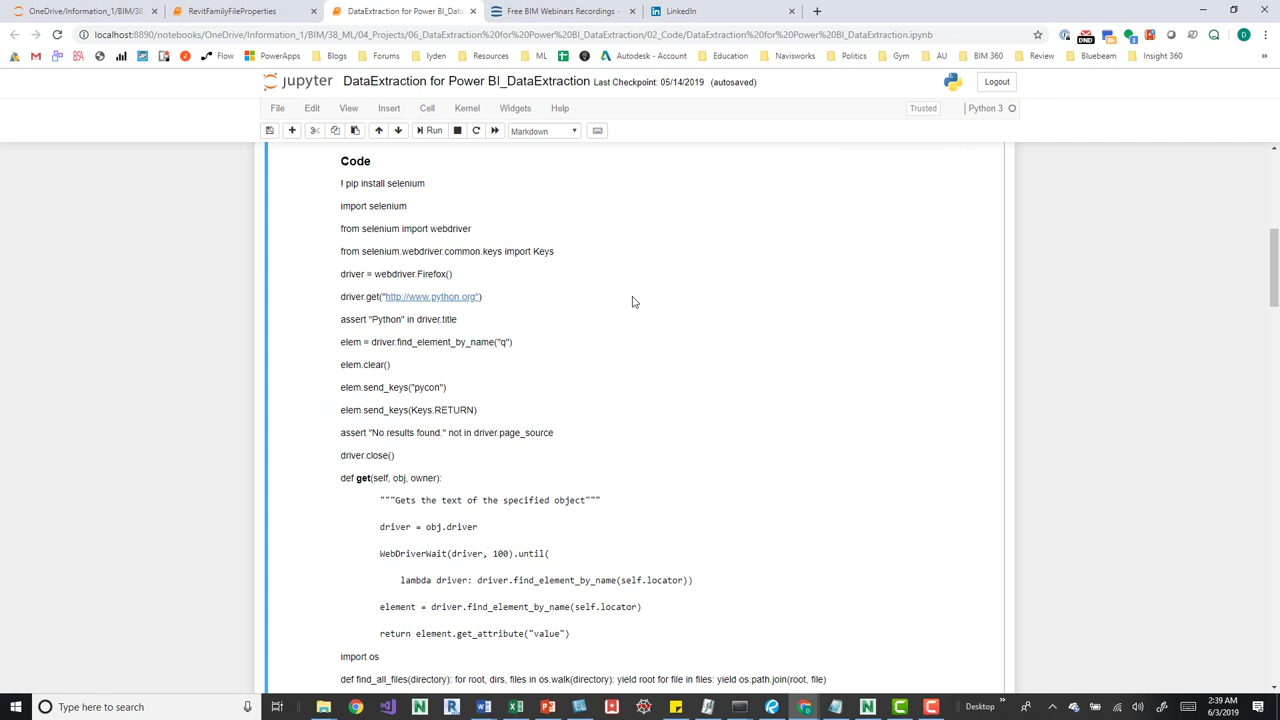 OneDrive/Information_1/BIM/38_
RevitFamilyFileProperties
DataExtraction for Power BI_Data
Free BIM Webinars Recordings -
LinkedIn
localhost:8890/notebooks/OneDrive/Information_1/BIM/38_ML/04_Projects/06_DataExtraction%20for%20Power%20BI_DataExtraction/02_Code/DataExtraction%20for%20Power%20BI_DataExtraction.ipynb
Flow
PowerApps
Blogs
Forums
lyden
Resources
ML
Autodesk - Account
Education
Navisworks
Politics
Gym
AU
BIM 360
Review
Bluebeam
Insight 360
»
jupyter
DataExtraction for Power BI_DataExtraction Last Checkpoint: 05/14/2019 (autosaved)
Logout
File Edit View Insert Cell Kernel Widgets Help
Trusted
Python 3
Run
Markdown
Code
! pip install selenium
import selenium
from selenium import webdriver
from selenium.webdriver.common.keys import Keys
driver = webdriver.Firefox()
driver.get("http://www.python.org")
assert "Python" in driver.title
elem = driver.find_element_by_name("q")
elem.clear()
elem.send_keys("pycon")
elem.send_keys(Keys.RETURN)
assert "No results found." not in driver.page_source
driver.close()
def get(self, obj, owner):
"""Gets the text of the specified object"""
driver = obj.driver
WebDriverWait(driver, 100).until(
lambda driver: driver.find_element_by_name(self.locator))
element = driver.find_element_by_name(self.locator)
return element.get_attribute("value")
import os
def find_all_files(directory): for root, dirs, files in os.walk(directory): yield root for file in files: yield os.path.join(root, file)
Type here to search
Desktop
2:39 AM
6/3/2019